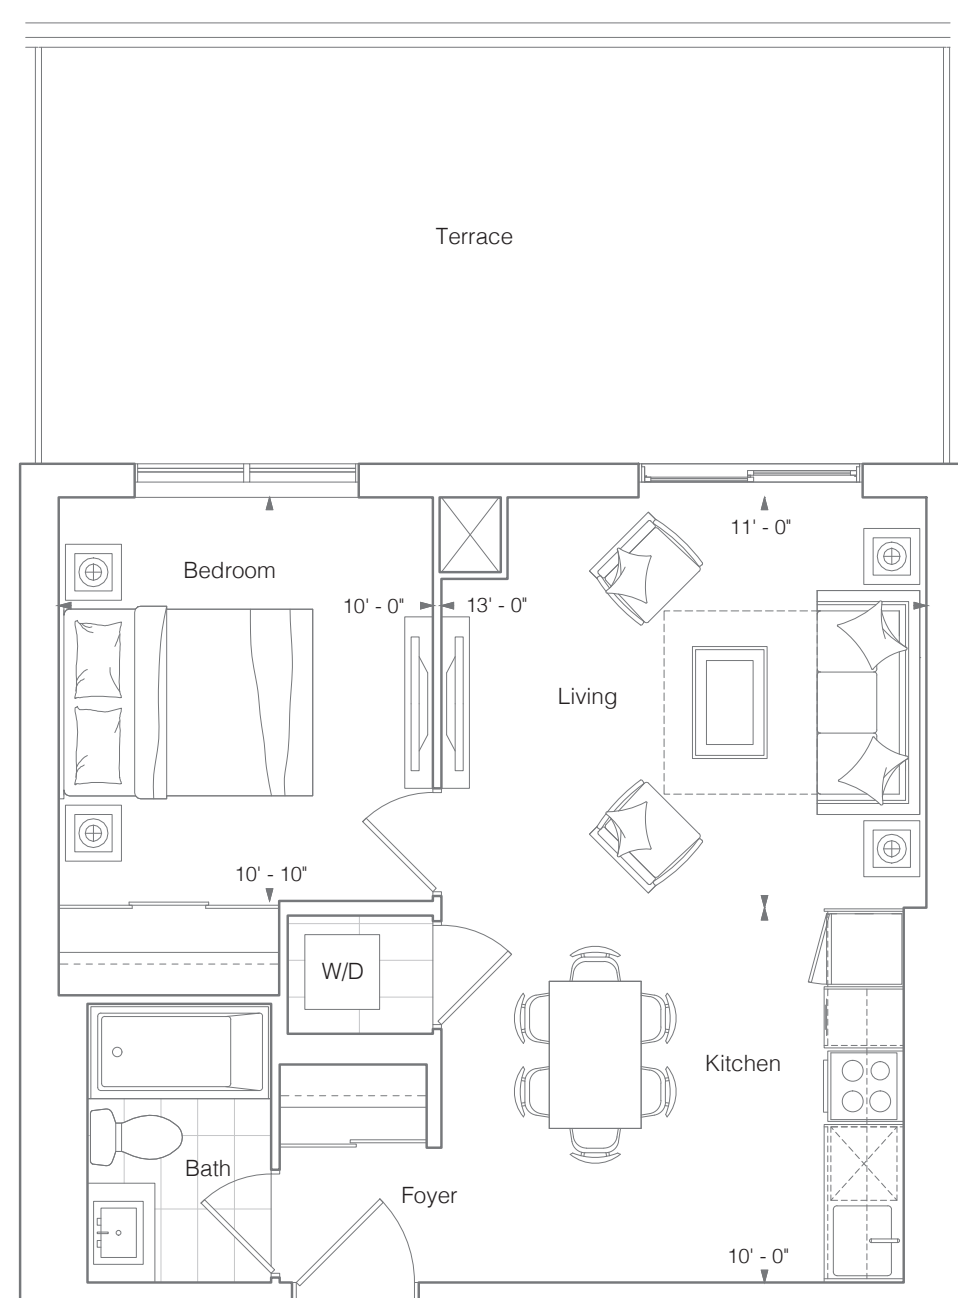 Terrace
11' - 0"
Bedroom
10' - 0"
13' - 0"
Living
10' - 10"
W/D
Kitchen
Bath
Foyer
10' - 0"